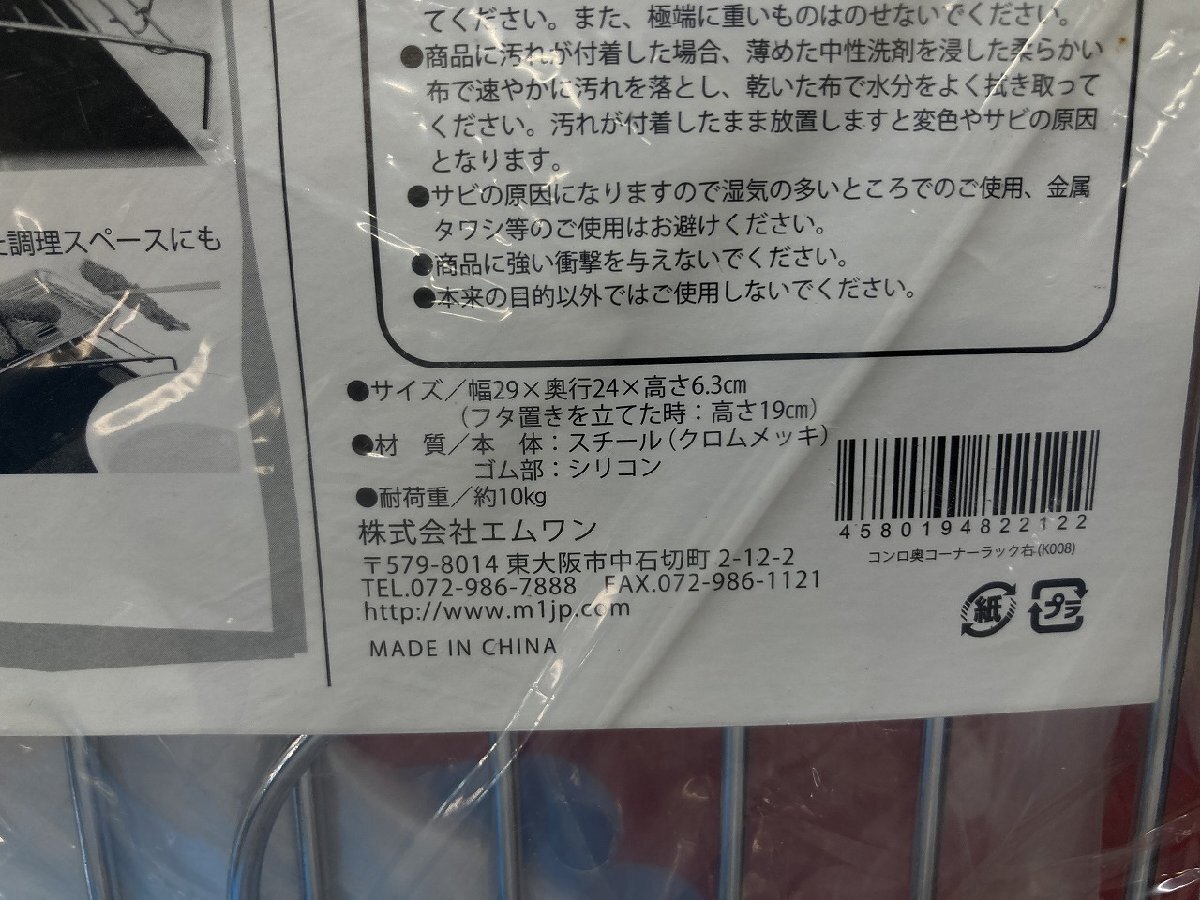 てください。また、極端に重いものはのせないでください。
●商品に汚れが付着した場合、薄めた中性洗剤を浸した柔らかい
布で速やかに汚れを落とし、乾いた布で水分をよく拭き取って
ください。汚れが付着したまま放置しますと変色やサビの原因
となります。
●サビの原因になりますので湿気の多いところでのご使用、金属
タワシ等のご使用はお避けください。
●商品に強い衝撃を与えないでください。
●本来の目的以外ではご使用しないでください。
調理スペースにも
●サイズ／幅29×奥行24×高さ6.3㎝
（フタ置きを立てた時：高さ19㎝）
●材 質／本 体：スチール（クロムメッキ）
ゴム部：シリコン
●耐荷重／約10kg
株式会社エムワン
〒579-8014 東大阪市中石切町 2-12-2
TEL.072-986-7888 FAX.072-986-1121
http://www.m1jp.com
MADE IN CHINA
4580194822122
コンロ奥コーナーラック右(K008)
紙
プラ